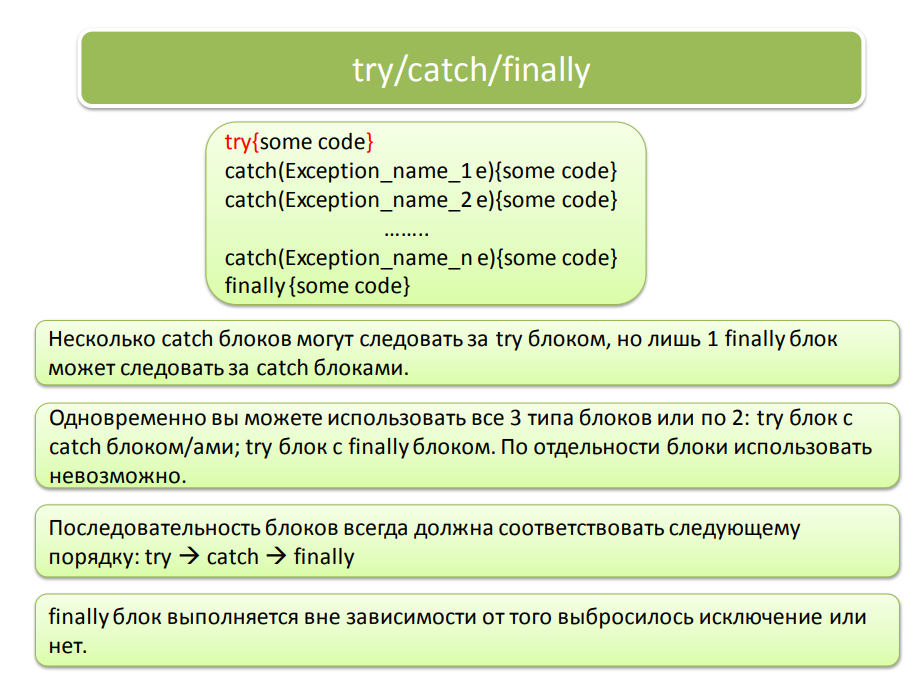 try/catch/finally
try{some code}
catch(Exception_name_1 e){some code}
catch(Exception_name_2 e){some code}
……..
catch(Exception_name_n e){some code}
finally {some code}
Несколько catch блоков могут следовать за try блоком, но лишь 1 finally блок
может следовать за catch блоками.
Одновременно вы можете использовать все 3 типа блоков или по 2: try блок с
catch блоком/ами; try блок с finally блоком. По отдельности блоки использовать
невозможно.
Последовательность блоков всегда должна соответствовать следующему
порядку: try → catch → finally
finally блок выполняется вне зависимости от того выбросилось исключение или
нет.